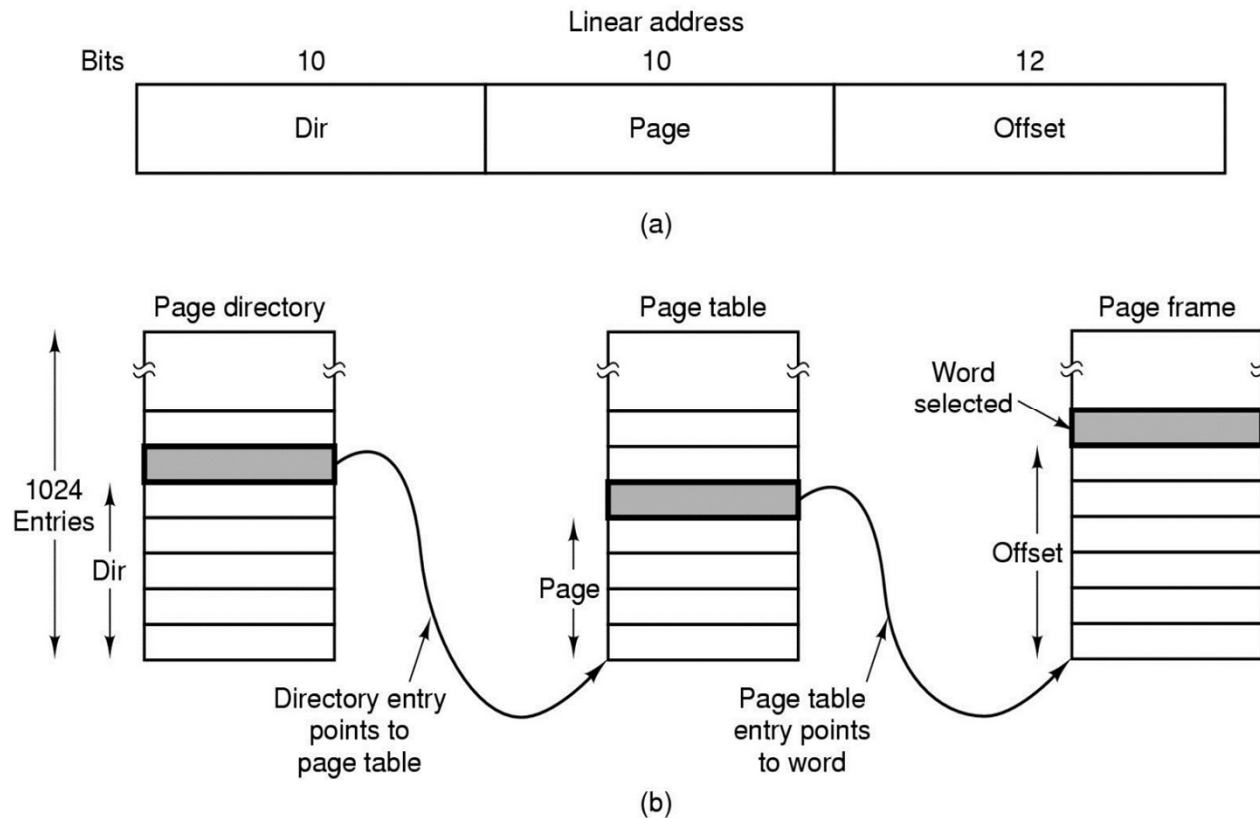 Linear address
Bits 10 10 12
Dir Page Offset
(a)
Page directory
Page table
Page frame
Word
selected
1024
Entries
Dir
Page
Offset
Directory entry
points to
page table
Page table
entry points
to word
(b)